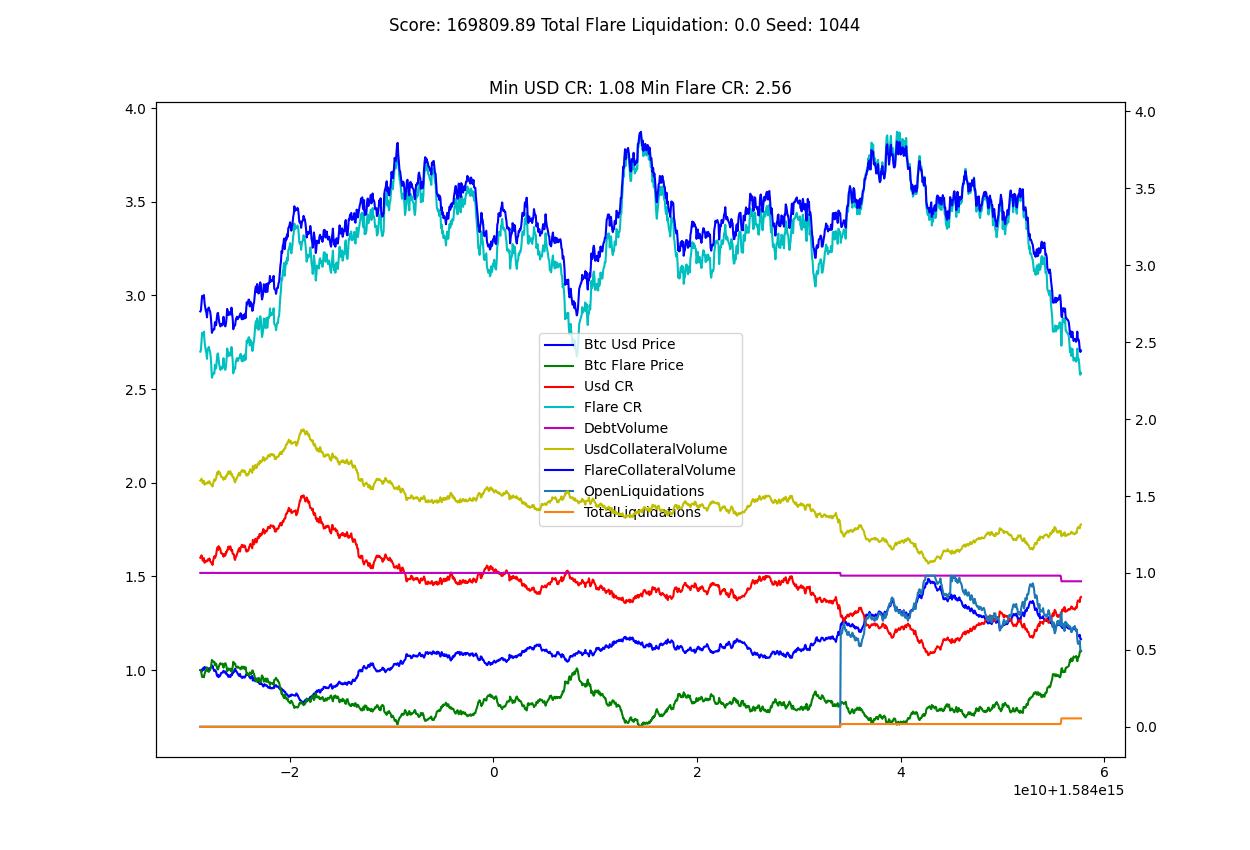 Score: 169809.89 Total Flare Liquidation: 0.0 Seed: 1044
Min USD CR: 1.08 Min Flare CR: 2.56
4.0
3.5
3.0
2.5
2.0
1.5
1.0
4.0
3.5
3.0
2.5
2.0
1.5
1.0
0.5
0.0
Btc Usd Price
Btc Flare Price
Usd CR
Flare CR
DebtVolume
UsdCollateralVolume
FlareCollateralVolume
OpenLiquidations
TotalLiquidations
−2 0 2 4 6
1e10+1.584e15